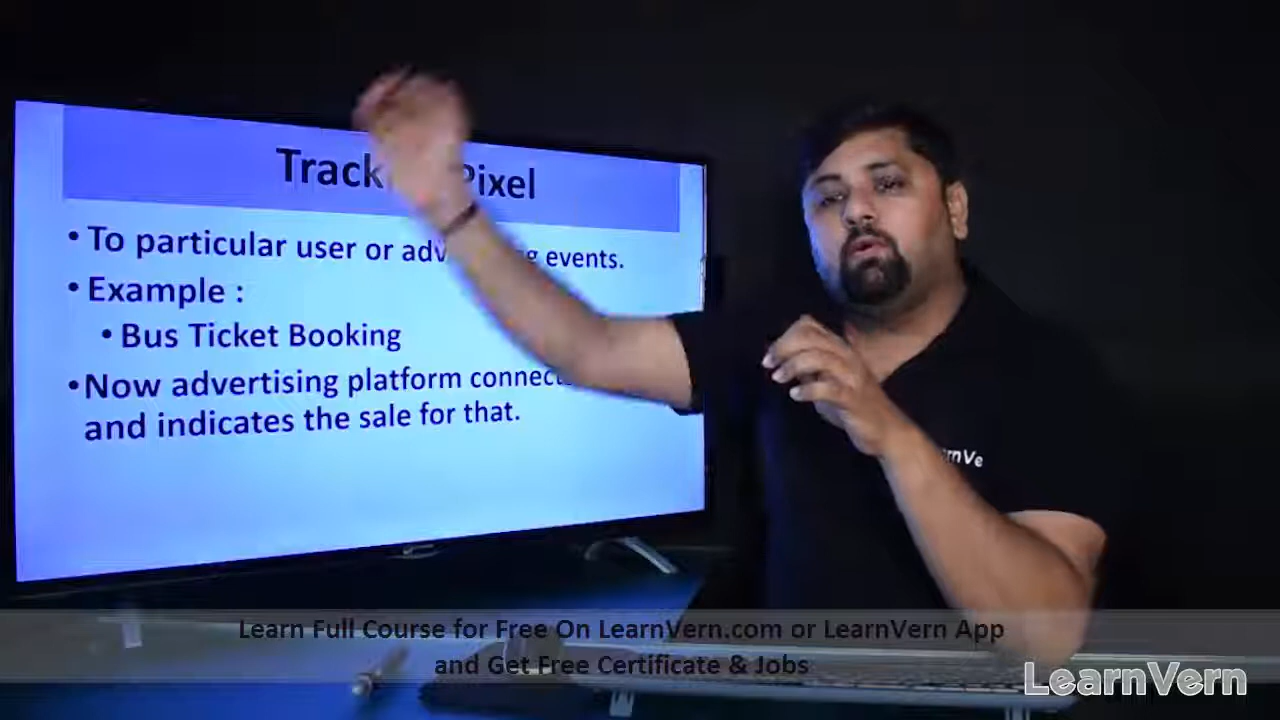 Track Pixel
• To particular user or adv g events.
• Example :
• Bus Ticket Booking
• Now advertising platform connect
and indicates the sale for that.
rnVe
Learn Full Course for Free On LearnVern.com or LearnVern App
and Get Free Certificate & Jobs
LearnVern